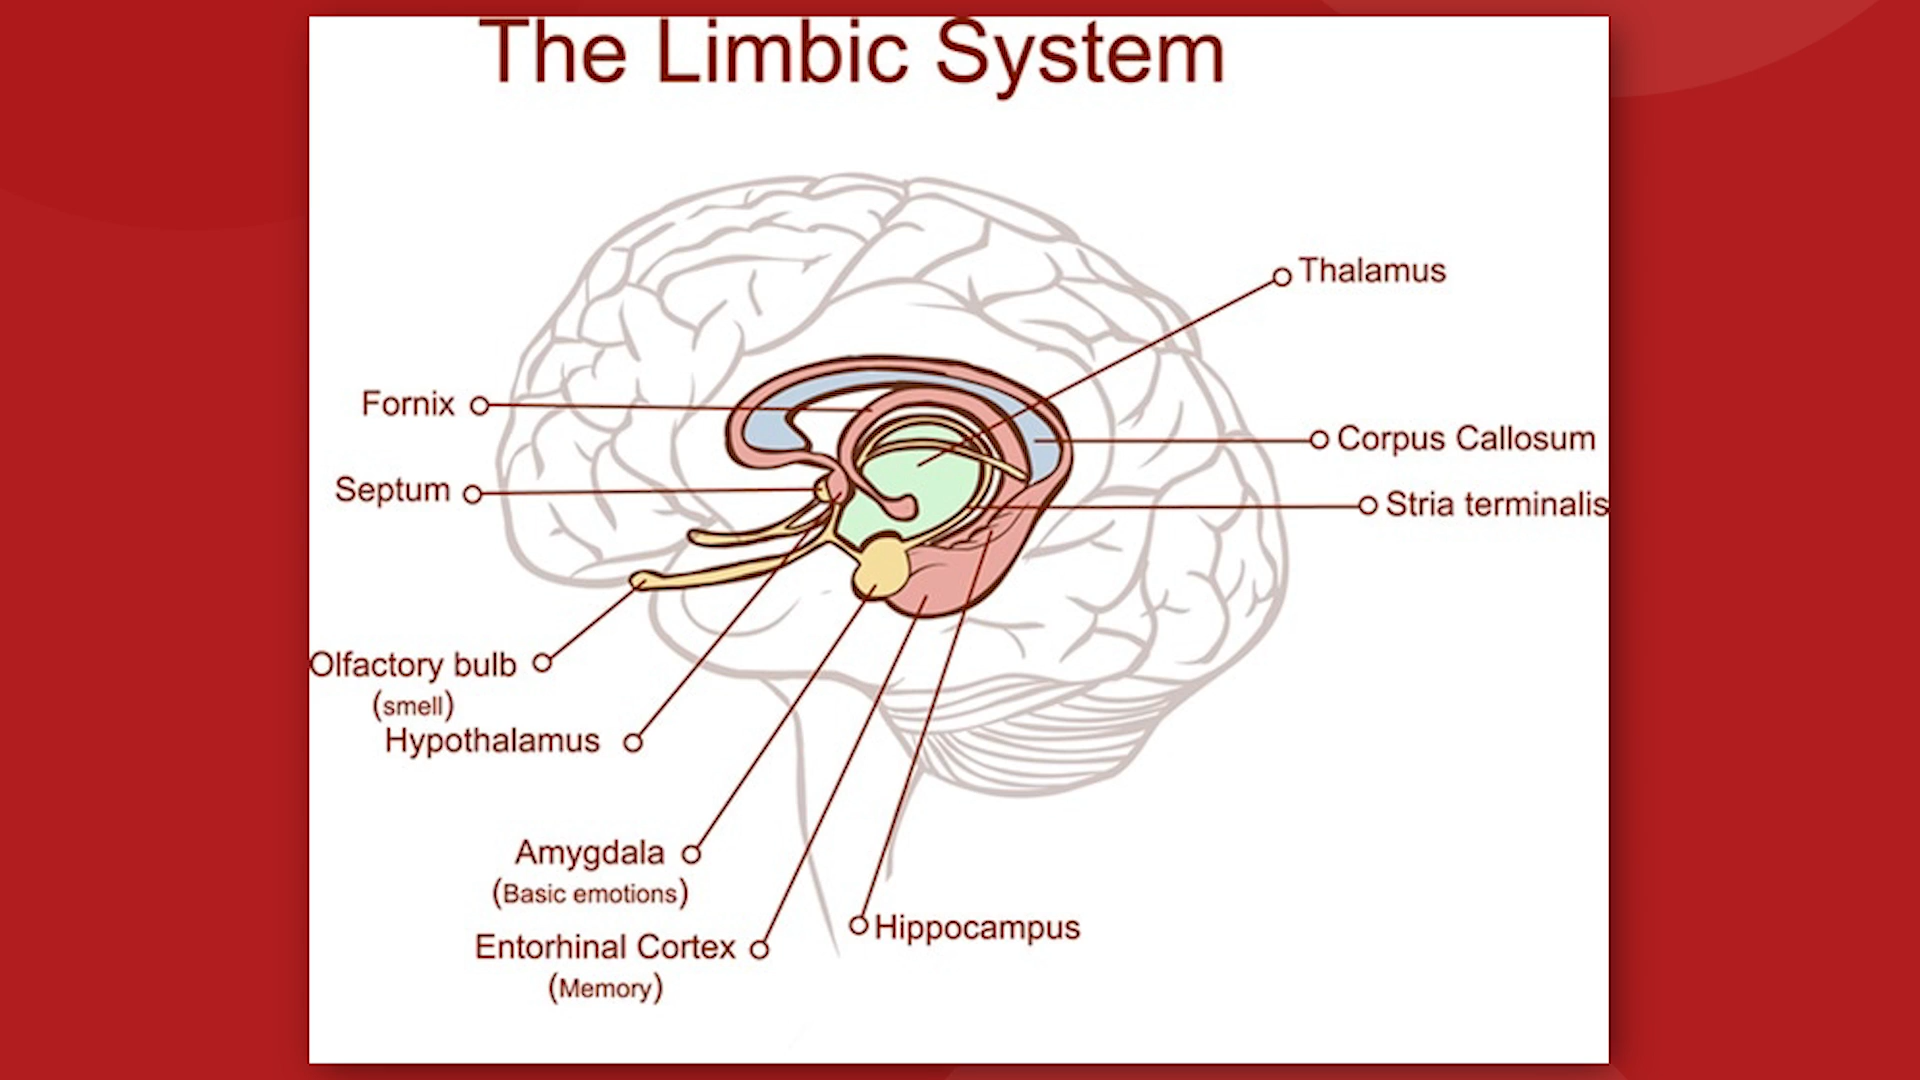 The Limbic System
Thalamus
Fornix
Corpus Callosum
Septum
Stria terminalis
Olfactory bulb
(smell)
Hypothalamus
Amygdala
(Basic emotions)
Hippocampus
Entorhinal Cortex
(Memory)